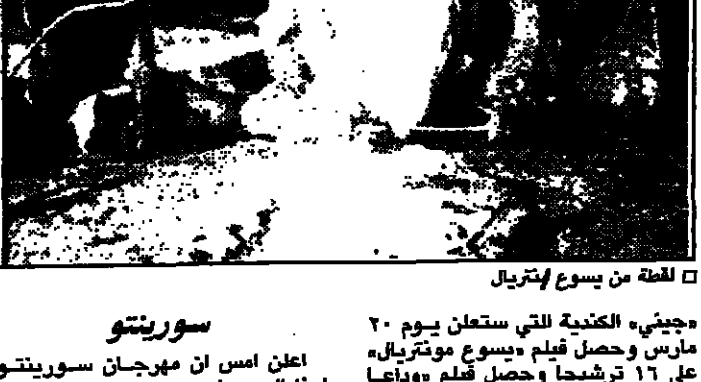 □ لقطة من يسوع مونتريال
«جيني» الكندية التي ستعلن يوم ٢٠
مارس وحصل فيلم «يسوع مونتريال»
على ١٦ ترشيحا وحصل فيلم «وداعا
سورينتو
اعلن امس ان مهرجان سورينتو